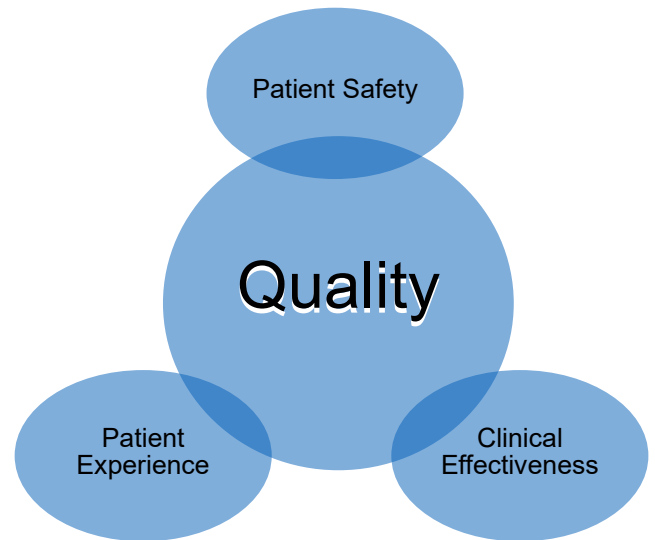 Patient Safety
Quality
Patient
Experience
Clinical
Effectiveness